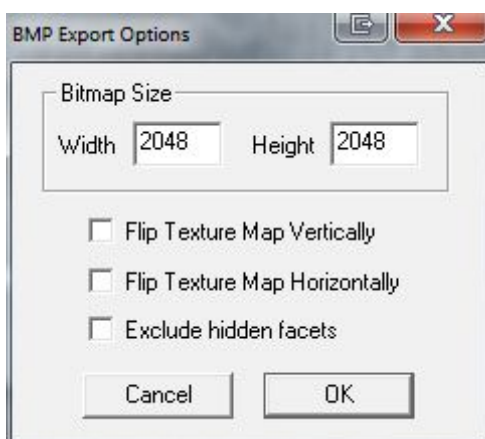 BMP Export Options
Bitmap Size
Width 2048 Height 2048
Flip Texture Map Vertically
Flip Texture Map Horizontally
Exclude hidden facets
Cancel OK